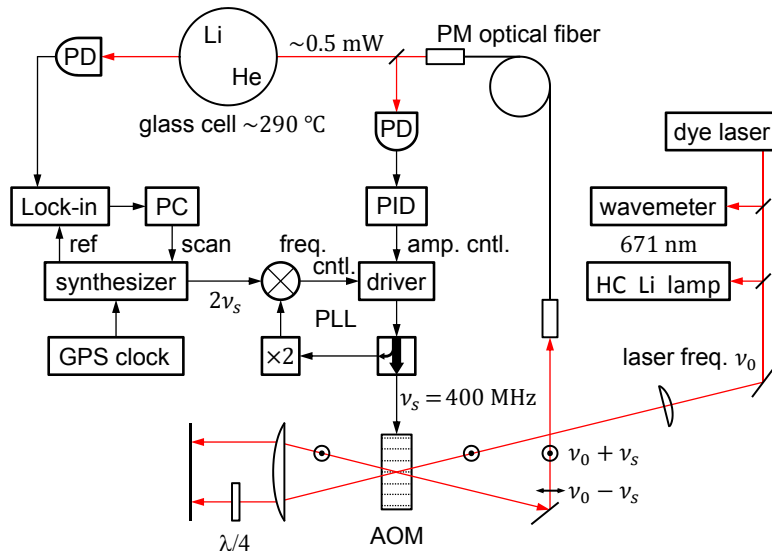 Li
He
PD
~0.5 mW
PM optical fiber
glass cell ~290 °C
PD
dye laser
Lock-in
PC
PID
wavemeter
ref
scan
freq.
cntl.
amp. cntl.
671 nm
synthesizer
2νₛ
driver
HC Li lamp
GPS clock
PLL
×2
laser freq. ν₀
νₛ = 400 MHz
ν₀ + νₛ
ν₀ − νₛ
λ/4
AOM